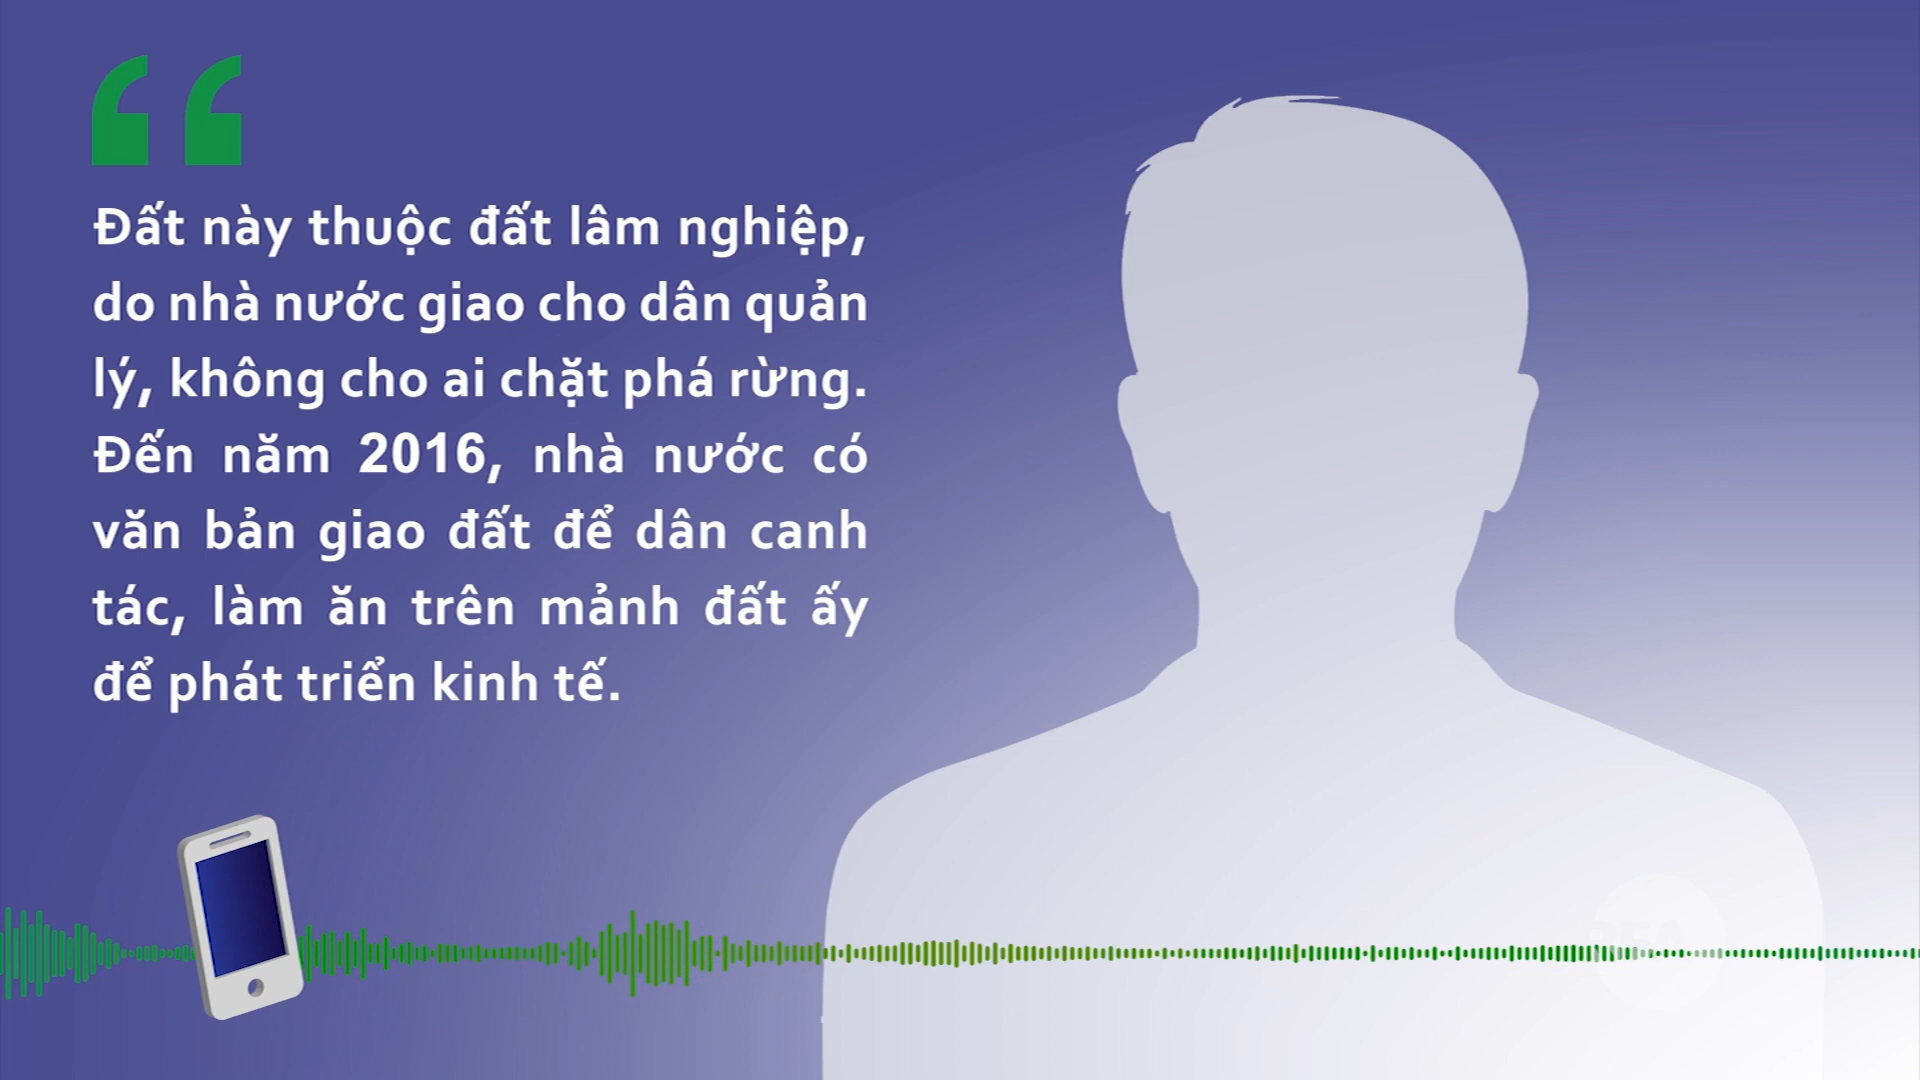 Đất này thuộc đất lâm nghiệp,
do nhà nước giao cho dân quản
lý, không cho ai chặt phá rừng.
Đến năm 2016, nhà nước có
văn bản giao đất để dân canh
tác, làm ăn trên mảnh đất ấy
để phát triển kinh tế.